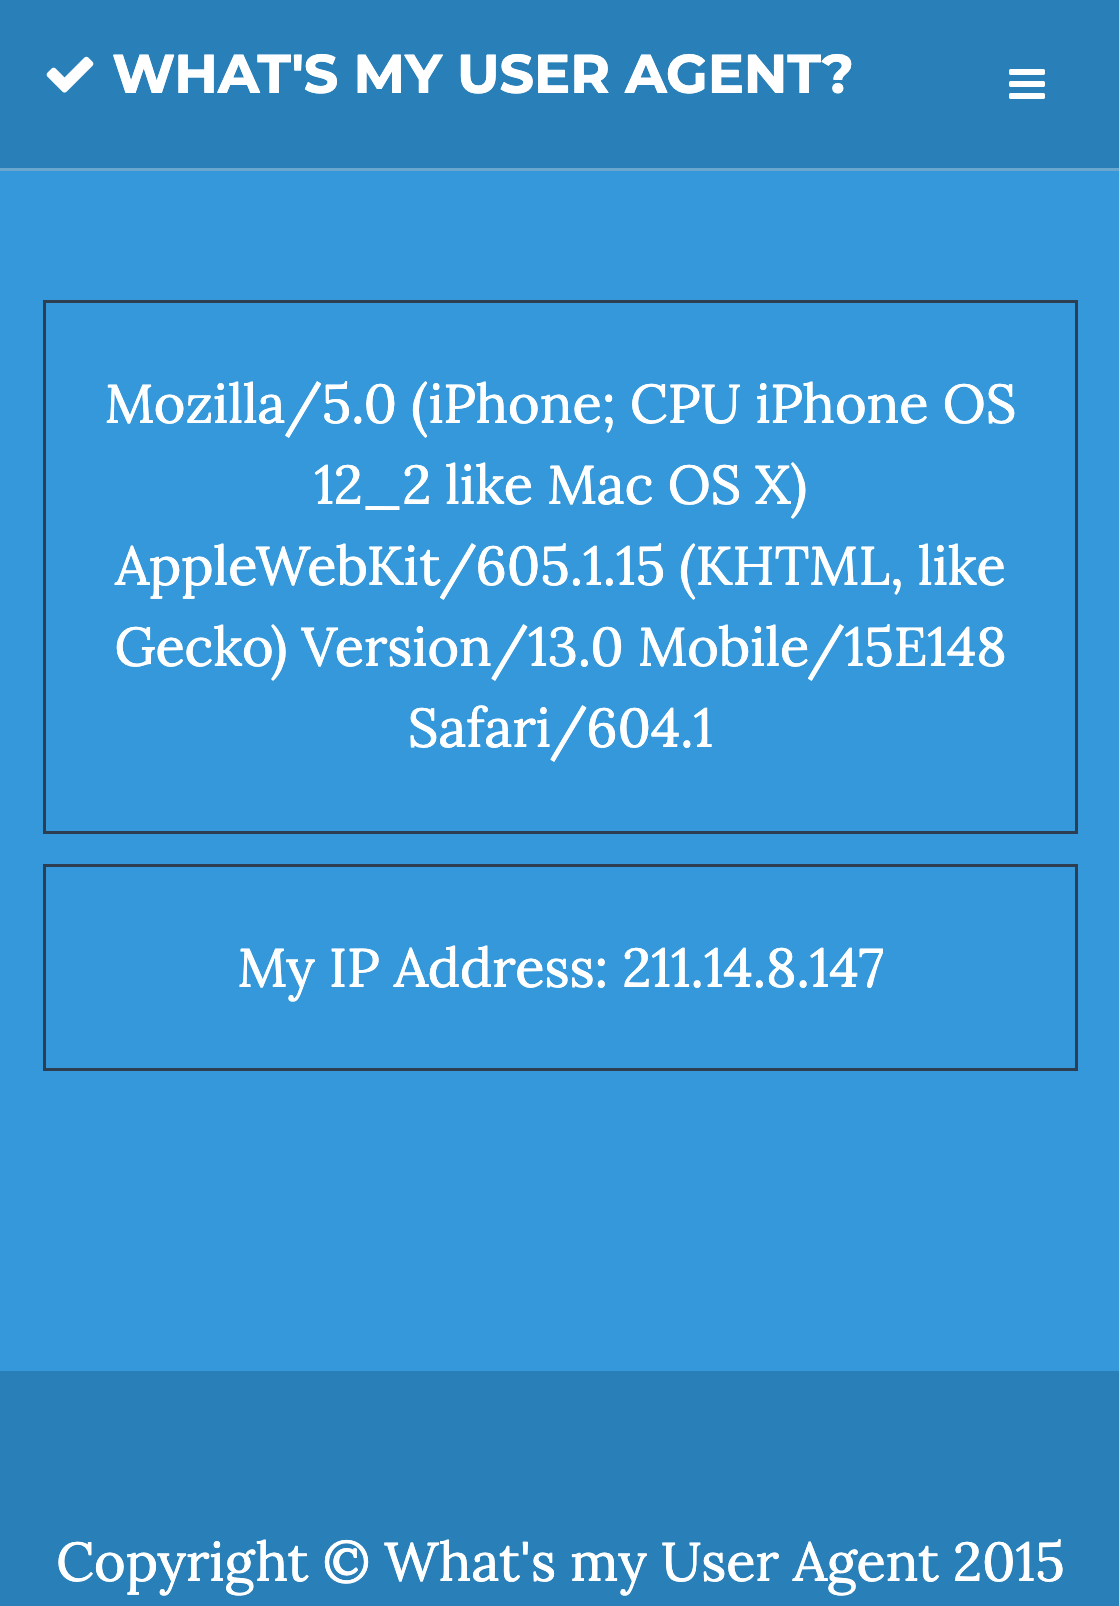 WHAT'S MY USER AGENT?
Mozilla/5.0 (iPhone; CPU iPhone OS
12_2 like Mac OS X)
AppleWebKit/605.1.15 (KHTML, like
Gecko) Version/13.0 Mobile/15E148
Safari/604.1
My IP Address: 211.14.8.147
Copyright © What's my User Agent 2015